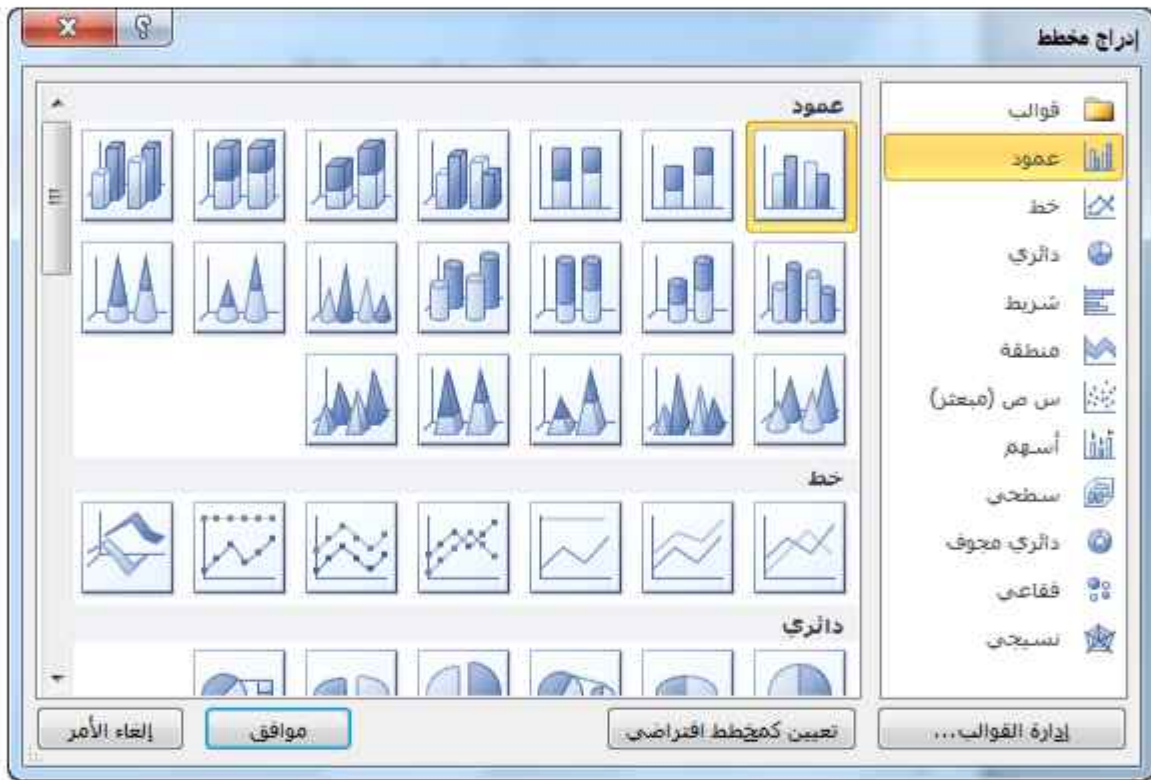 إدراج مخطط
قوالب
عمود
خط
دائري
شريط
منطقة
س ص (مبعثر)
أسهم
سطحي
دائري مجوف
فقاعي
نسيجي
عمود
خط
دائري
إدارة القوالب...
تعيين كمخطط افتراضي
موافق
إلغاء الأمر